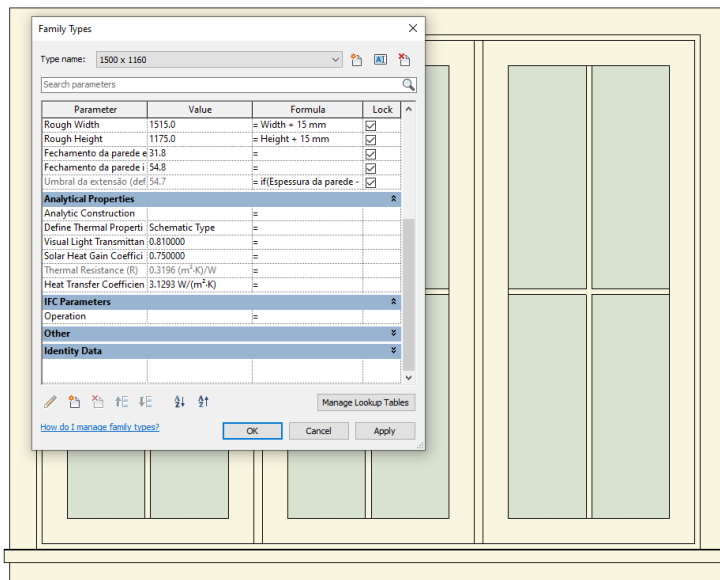 Family Types
Type name: 1500 x 1160
Search parameters
Parameter Value Formula Lock
Rough Width 1515.0 = Width + 15 mm
Rough Height 1175.0 = Height + 15 mm
Fechamento da parede e 31.8 =
Fechamento da parede i 54.8 =
Umbral da extensão (def 54.7 = if(Espessura da parede -
Analytical Properties
Analytic Construction =
Define Thermal Properti Schematic Type =
Visual Light Transmittan 0.810000 =
Solar Heat Gain Coeffici 0.750000 =
Thermal Resistance (R) 0.3196 (m²·K)/W =
Heat Transfer Coefficien 3.1293 W/(m²·K) =
IFC Parameters
Operation =
Other
Identity Data
Manage Lookup Tables
How do I manage family types? OK Cancel Apply